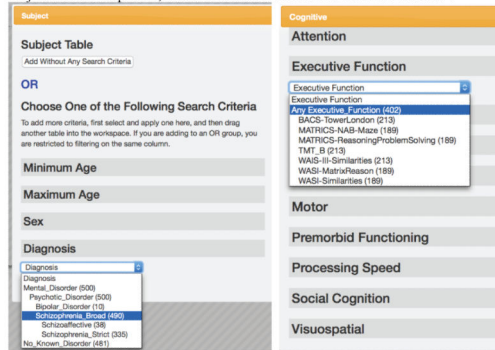 Subject
Subject Table
Add Without Any Search Criteria
OR
Choose One of the Following Search Criteria
To add more criteria, first select and apply one here, and then drag
another table into the workspace. If you are adding to an OR group, you
are restricted to filtering on the same column.
Minimum Age
Maximum Age
Sex
Diagnosis
Diagnosis
Diagnosis
Mental_Disorder (500)
Psychotic_Disorder (500)
Bipolar_Disorder (10)
Schizophrenia_Broad (490)
Schizoaffective (38)
Schizophrenia_Strict (335)
No_Known_Disorder (481)
Cognitive
Attention
Executive Function
Executive Function
Executive Function
Any Executive_Function (402)
BACS-TowerLondon (213)
MATRICS-NAB-Maze (189)
MATRICS-ReasoningProblemSolving (189)
TMT_B (213)
WAIS-III-Similarities (213)
WASI-MatrixReason (189)
WASI-Similarities (189)
Motor
Premorbid Functioning
Processing Speed
Social Cognition
Visuospatial